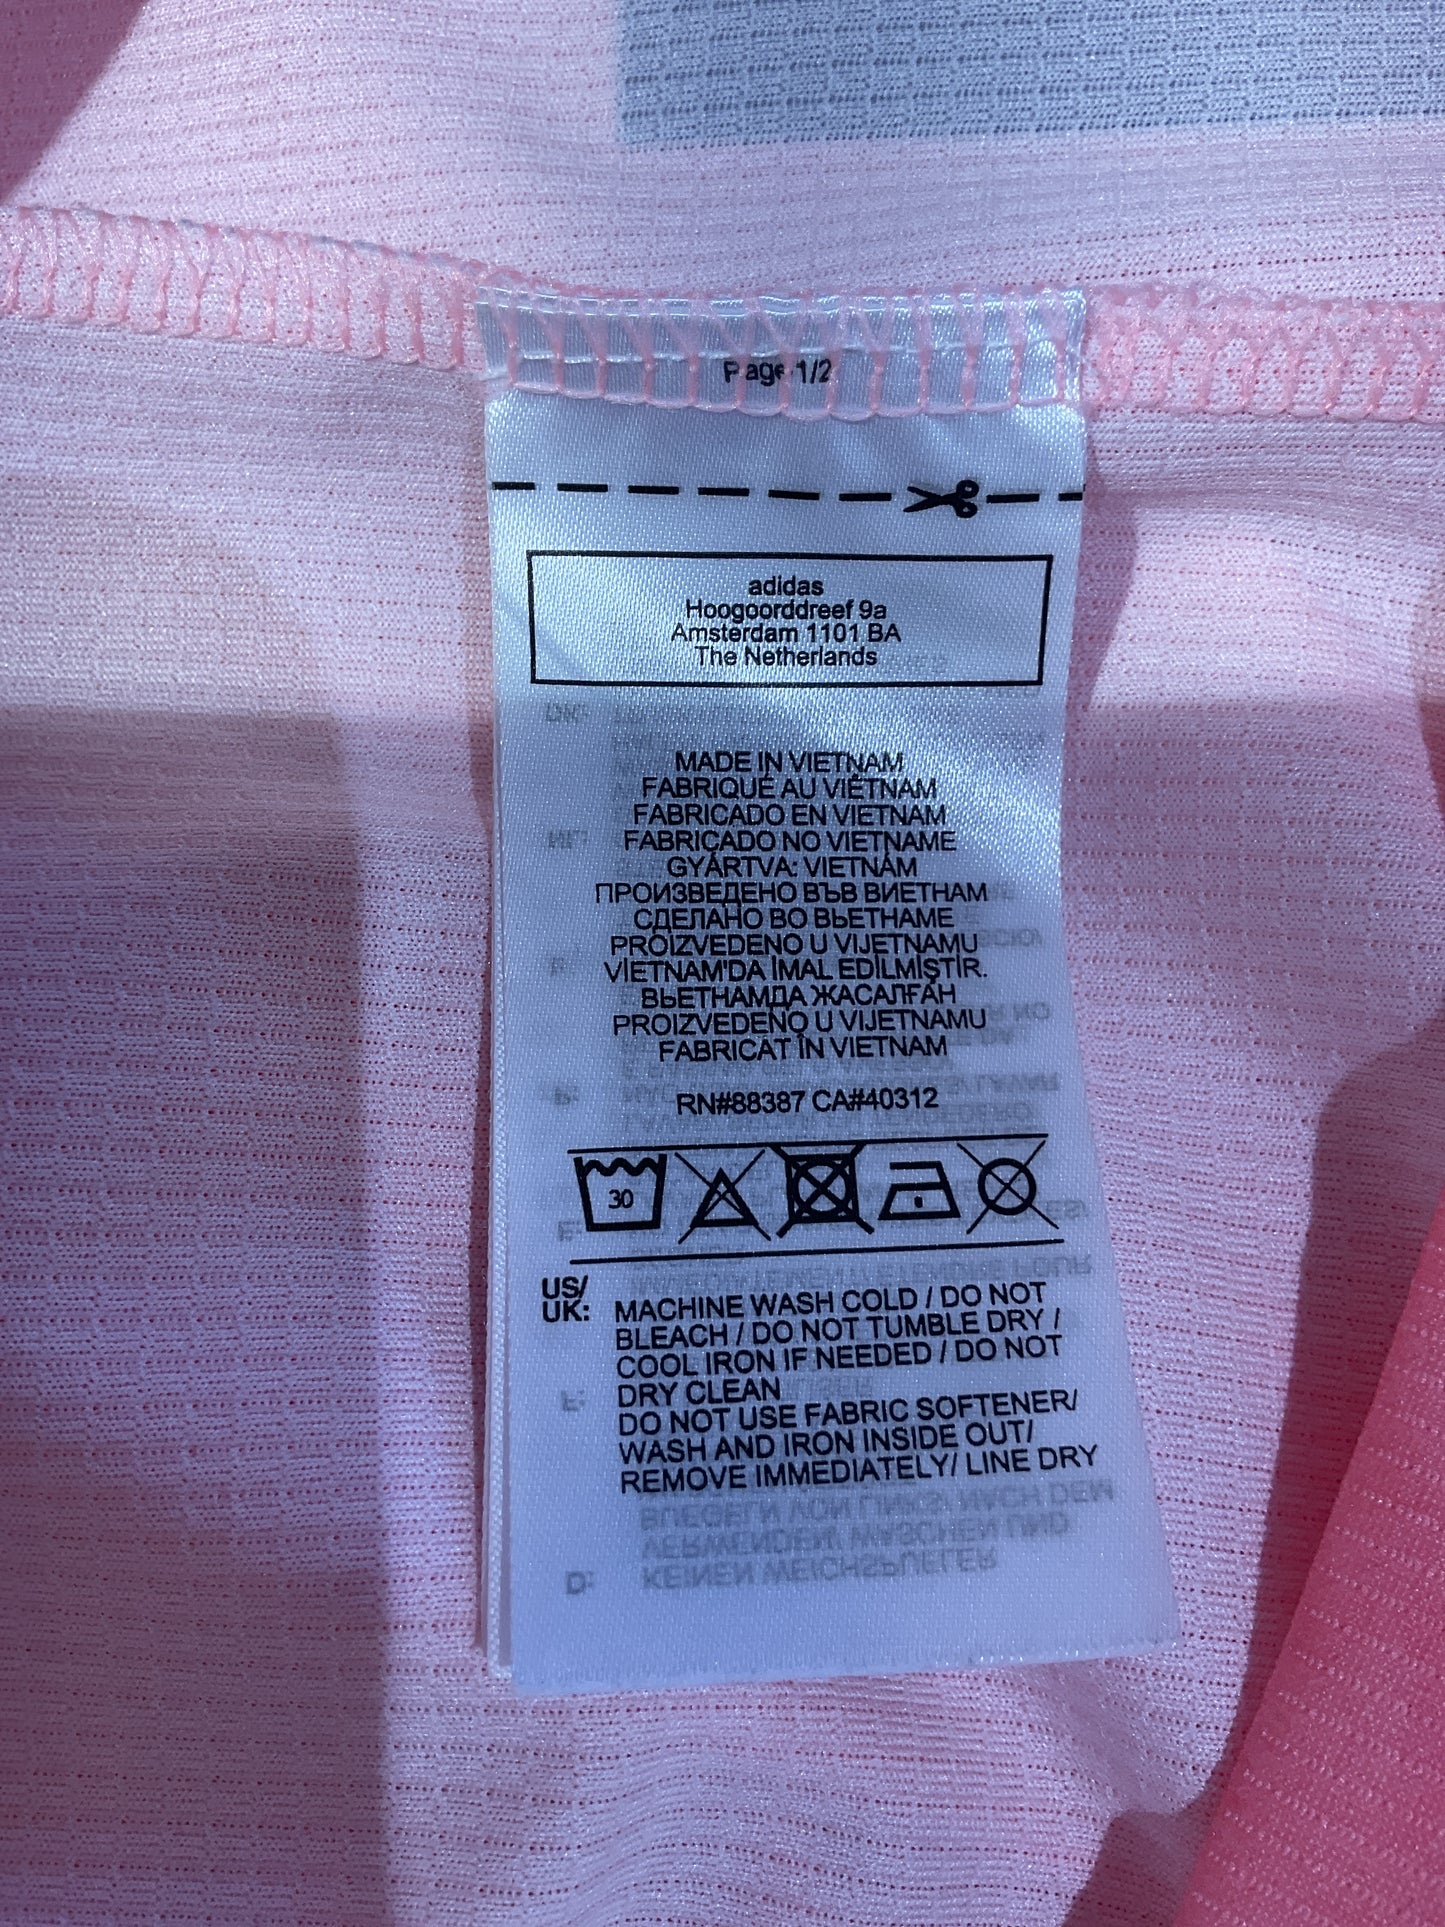 Page 1/2
adidas
Hoogoorddreef 9a
Amsterdam 1101 BA
The Netherlands
MADE IN VIETNAM
FABRIQUÉ AU VIÊTNAM
FABRICADO EN VIETNAM
FABRICADO NO VIETNAME
GYÁRTVA: VIETNÁM
ПРОИЗВЕДЕНО ВЪВ ВИЕТНАМ
СДЕЛАНО ВО ВЬЕТНАМЕ
PROIZVEDENO U VIJETNAMU
VİETNAM'DA İMAL EDİLMİŞTİR.
ВЬЕТНАМДА ЖАСАЛҒАН
PROIZVEDENO U VIJETNAMU
FABRICAT ÎN VIETNAM
RN#88387 CA#40312
30
US/
UK: MACHINE WASH COLD / DO NOT
BLEACH / DO NOT TUMBLE DRY /
COOL IRON IF NEEDED / DO NOT
DRY CLEAN
DO NOT USE FABRIC SOFTENER/
WASH AND IRON INSIDE OUT/
REMOVE IMMEDIATELY/ LINE DRY